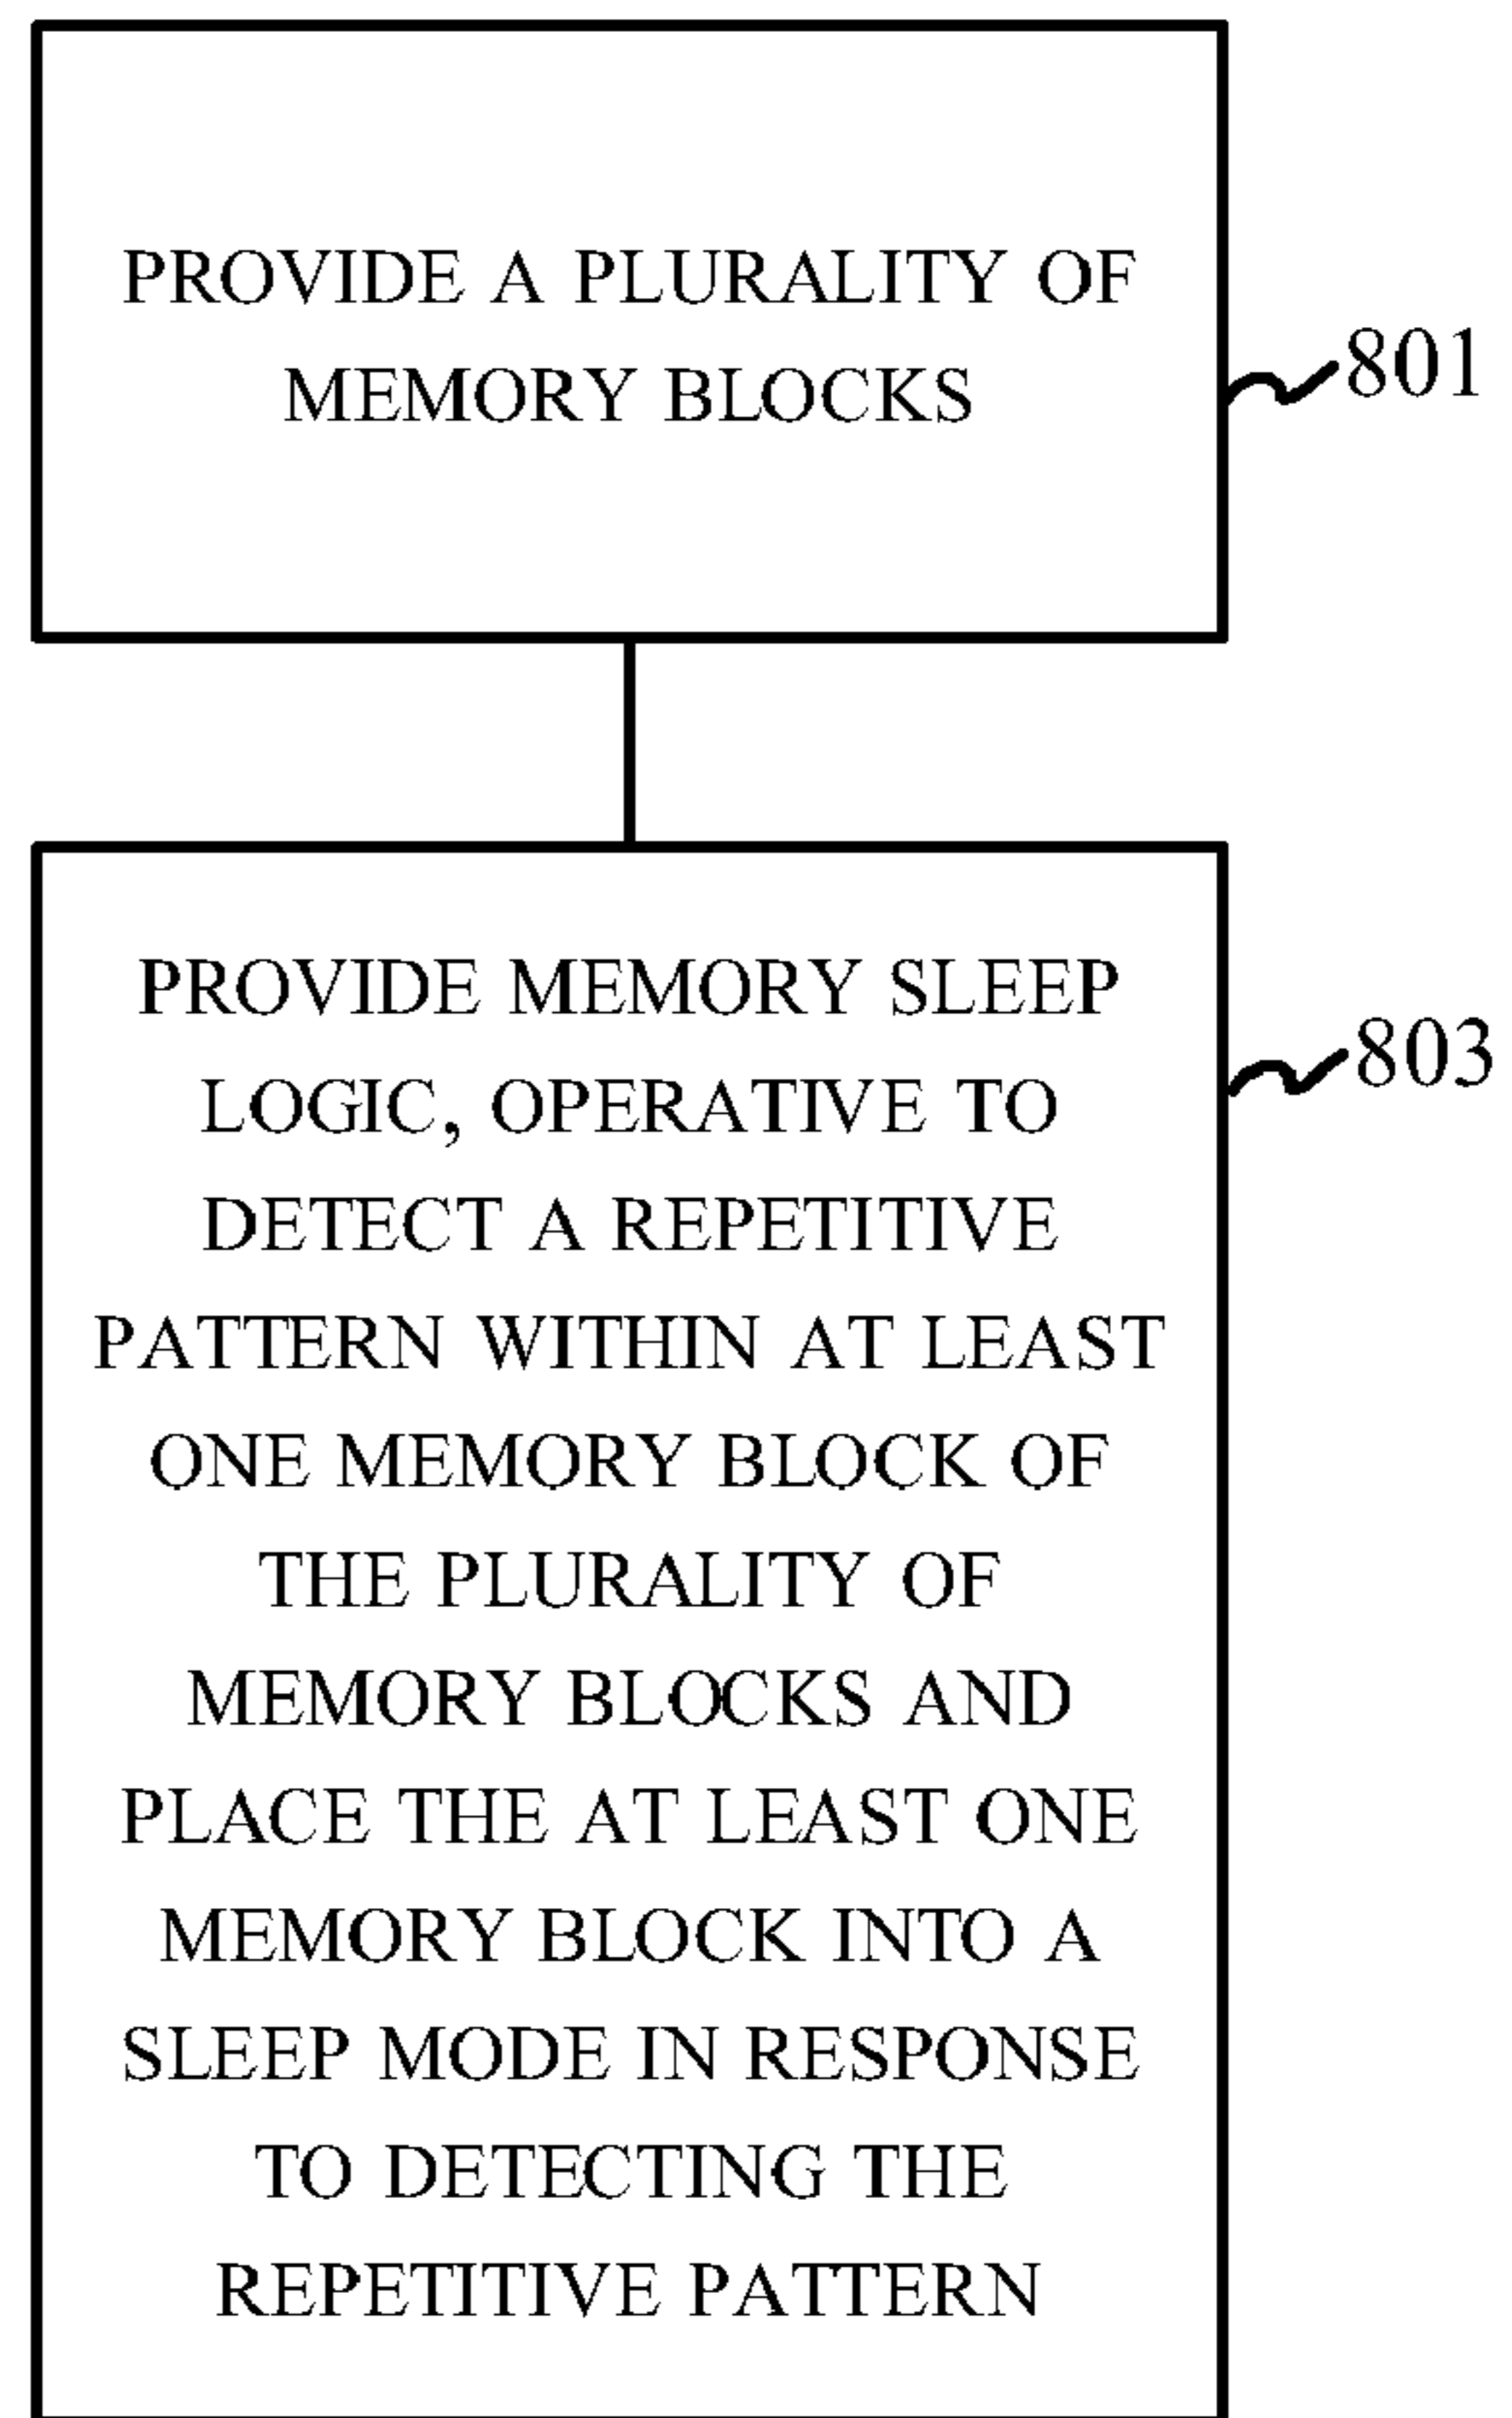 PROVIDE A PLURALITY OF
MEMORY BLOCKS
801
PROVIDE MEMORY SLEEP
LOGIC, OPERATIVE TO
DETECT A REPETITIVE
PATTERN WITHIN AT LEAST
ONE MEMORY BLOCK OF
THE PLURALITY OF
MEMORY BLOCKS AND
PLACE THE AT LEAST ONE
MEMORY BLOCK INTO A
SLEEP MODE IN RESPONSE
TO DETECTING THE
REPETITIVE PATTERN
803